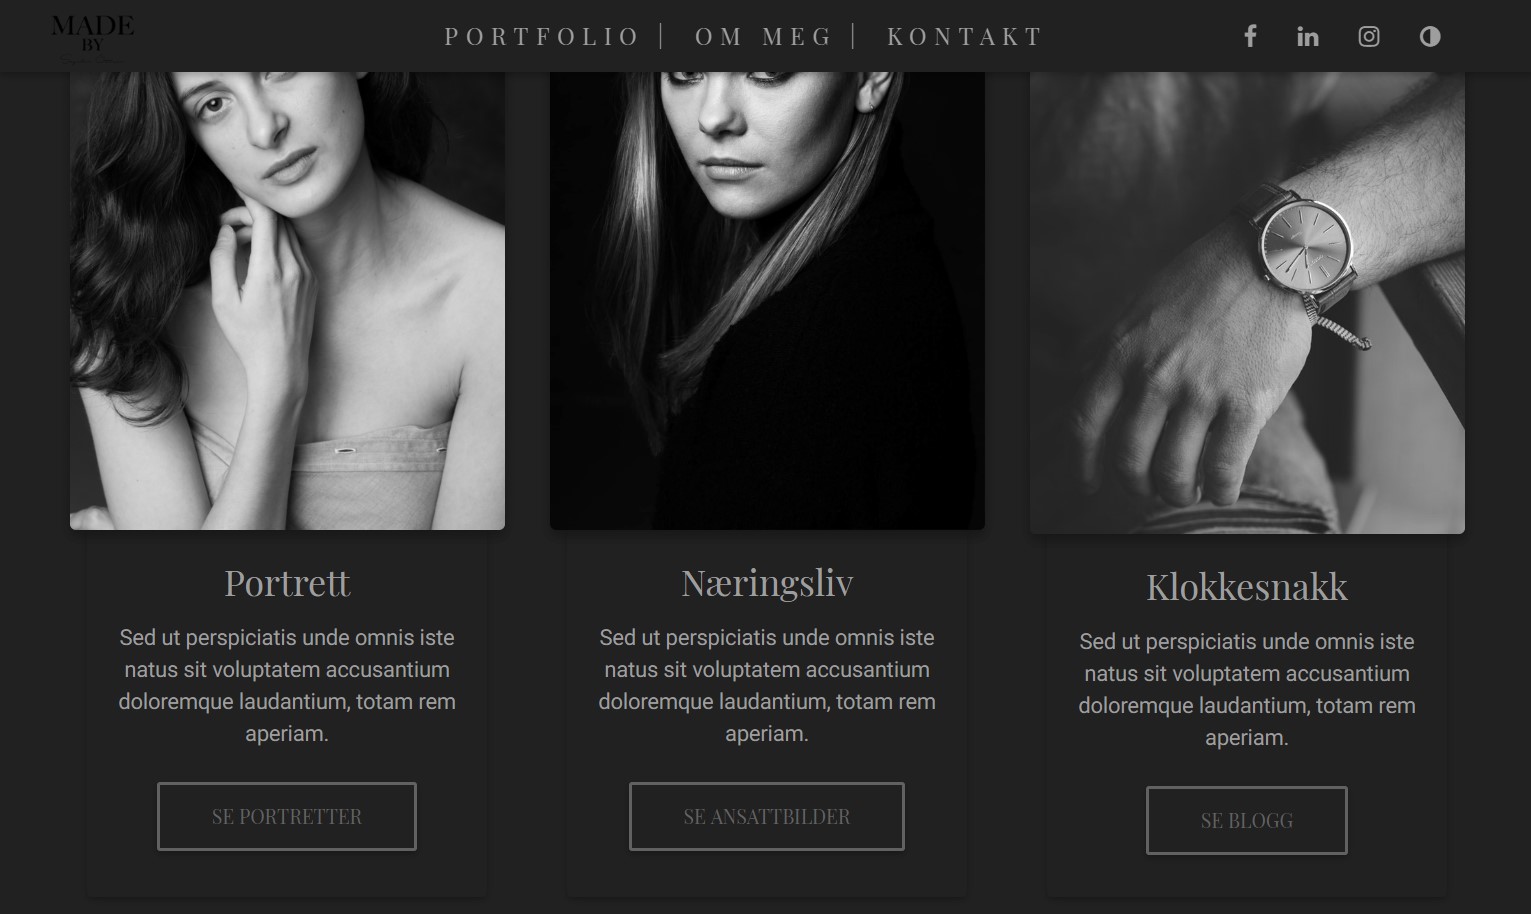 MADE
BY
PORTFOLIO | OM MEG | KONTAKT
Portrett
Sed ut perspiciatis unde omnis iste
natus sit voluptatem accusantium
doloremque laudantium, totam rem
aperiam.
SE PORTRETTER
Næringsliv
Sed ut perspiciatis unde omnis iste
natus sit voluptatem accusantium
doloremque laudantium, totam rem
aperiam.
SE ANSATTBILDER
Klokkesnakk
Sed ut perspiciatis unde omnis iste
natus sit voluptatem accusantium
doloremque laudantium, totam rem
aperiam.
SE BLOGG